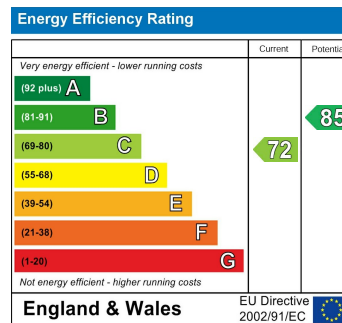 Energy Efficiency Rating
Current
Very energy efficient - lower running costs
(92 plus) A
(81-91) B
85
(69-80) C
72
(55-68) D
(39-54) E
(21-38) F
(1-20) G
Not energy efficient - higher running costs
England & Wales
EU Directive
2002/91/EC